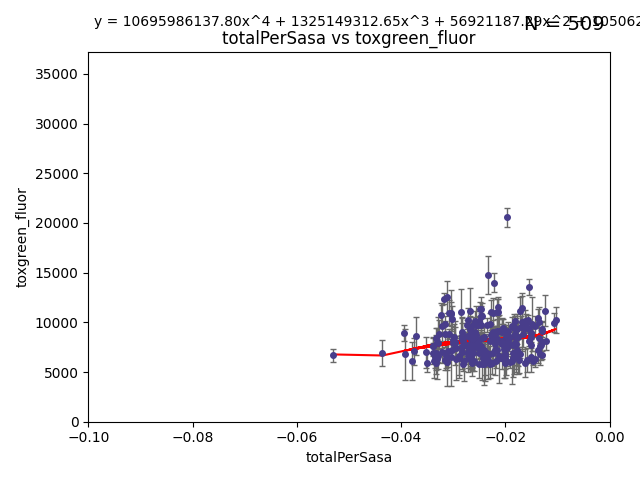 y = 10695986137.80x^4 + 1325149312.65x^3 +
N = 509
totalPerSasa vs toxgreen_fluor
35000
30000
25000
20000
15000
10000
5000
0
toxgreen_fluor
−0.10 −0.08 −0.06 −0.04 −0.02 0.00
totalPerSasa